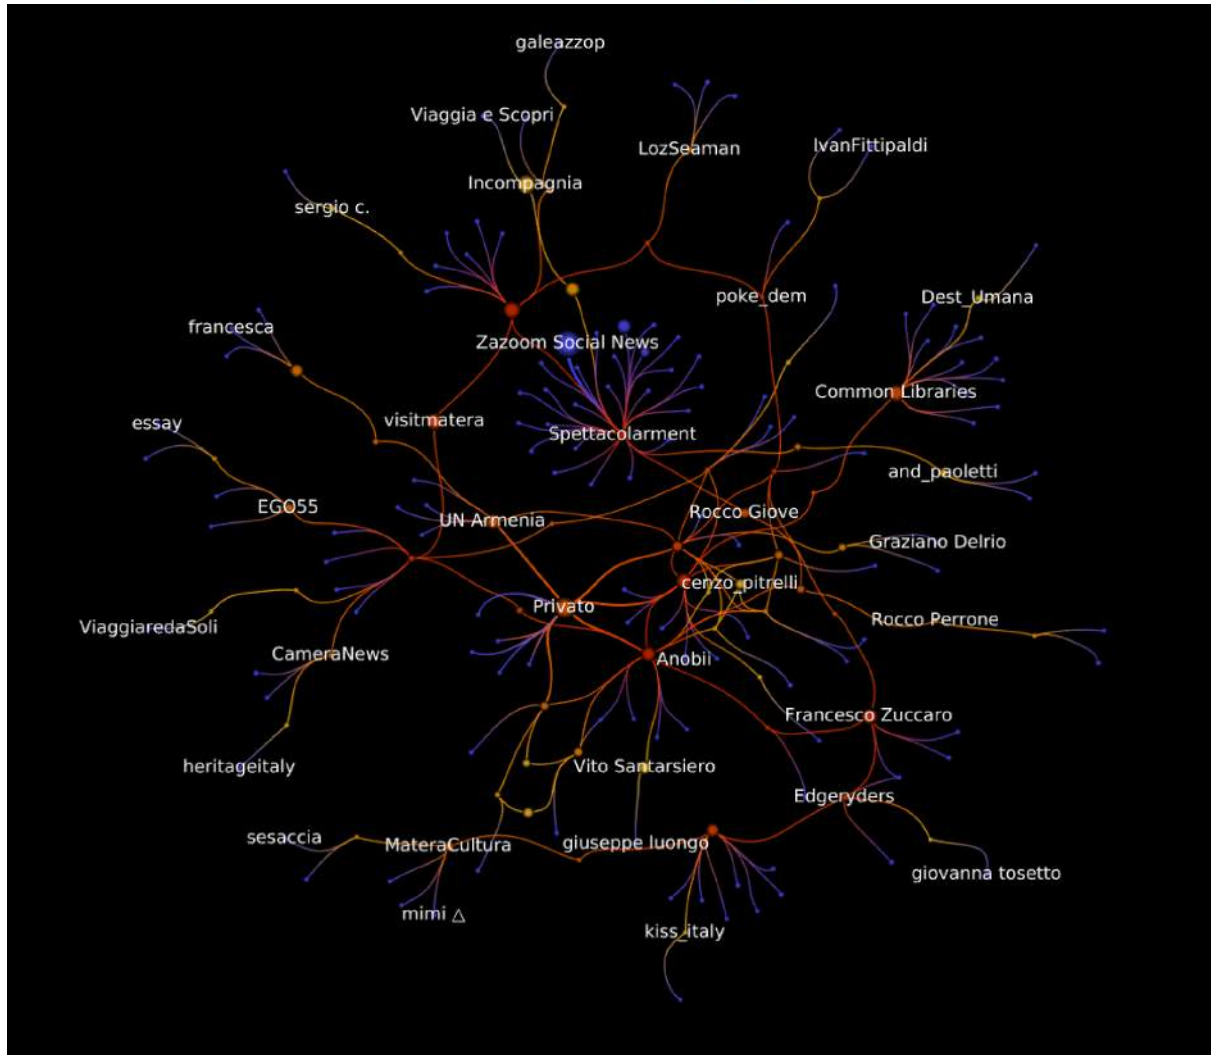 galeazzop
Viaggia e Scopri
LozSeaman
IvanFittipaldi
Incompagnia
sergio c.
poke_dem
Dest_Umana
francesca
Zazoom Social News
Common Libraries
visitmatera
essay
Spettacolarment
and_paoletti
EGO55
UN Armenia
Rocco Giove
Graziano Delrio
cenzo_pitrelli
Privato
Rocco Perrone
ViaggiaredaSoli
CameraNews
Anobii
Francesco Zuccaro
heritageitaly
Vito Santarsiero
Edgeryders
sesaccia
MateraCultura
giuseppe luongo
giovanna tosetto
mimi △
kiss_italy